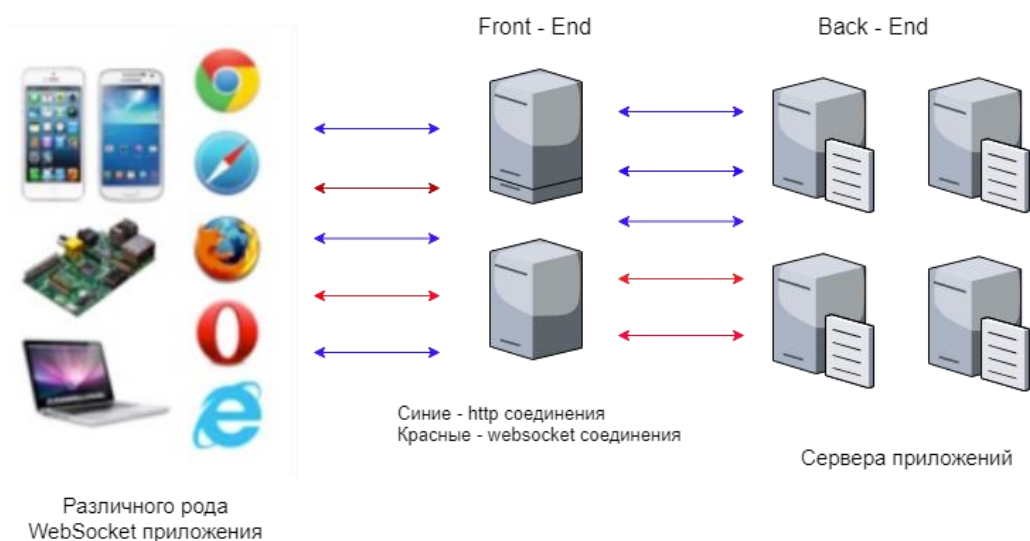 Front - End
Back - End
Синие - http соединения
Красные - websocket соединения
Сервера приложений
Различного рода
WebSocket приложения